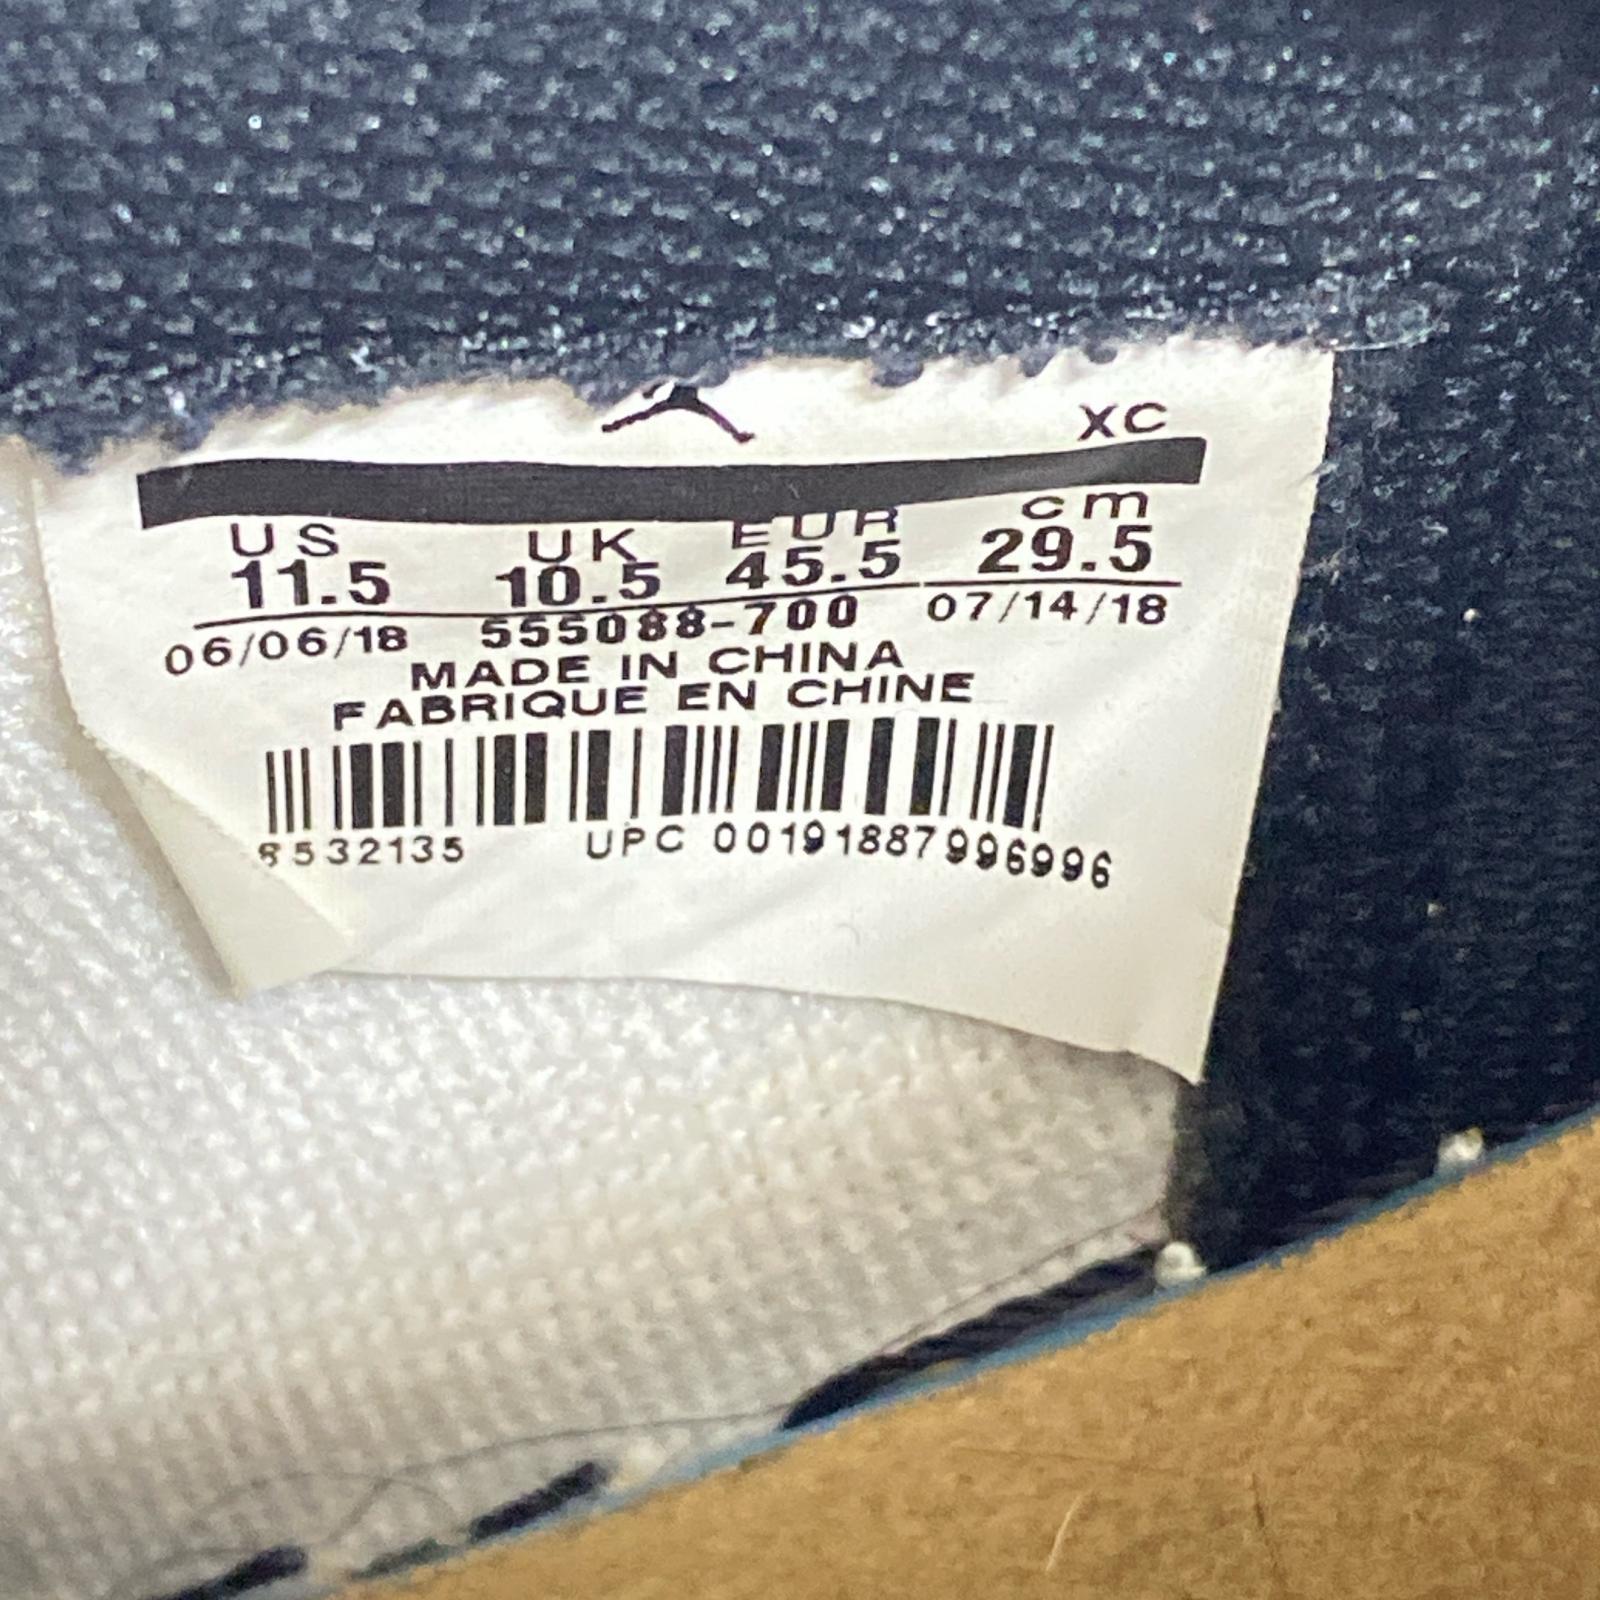 XC
US UK EUR cm
11.5 10.5 45.5 29.5
06/06/18 555088-700 07/14/18
MADE IN CHINA
FABRIQUE EN CHINE
8532135 UPC 00191887996996